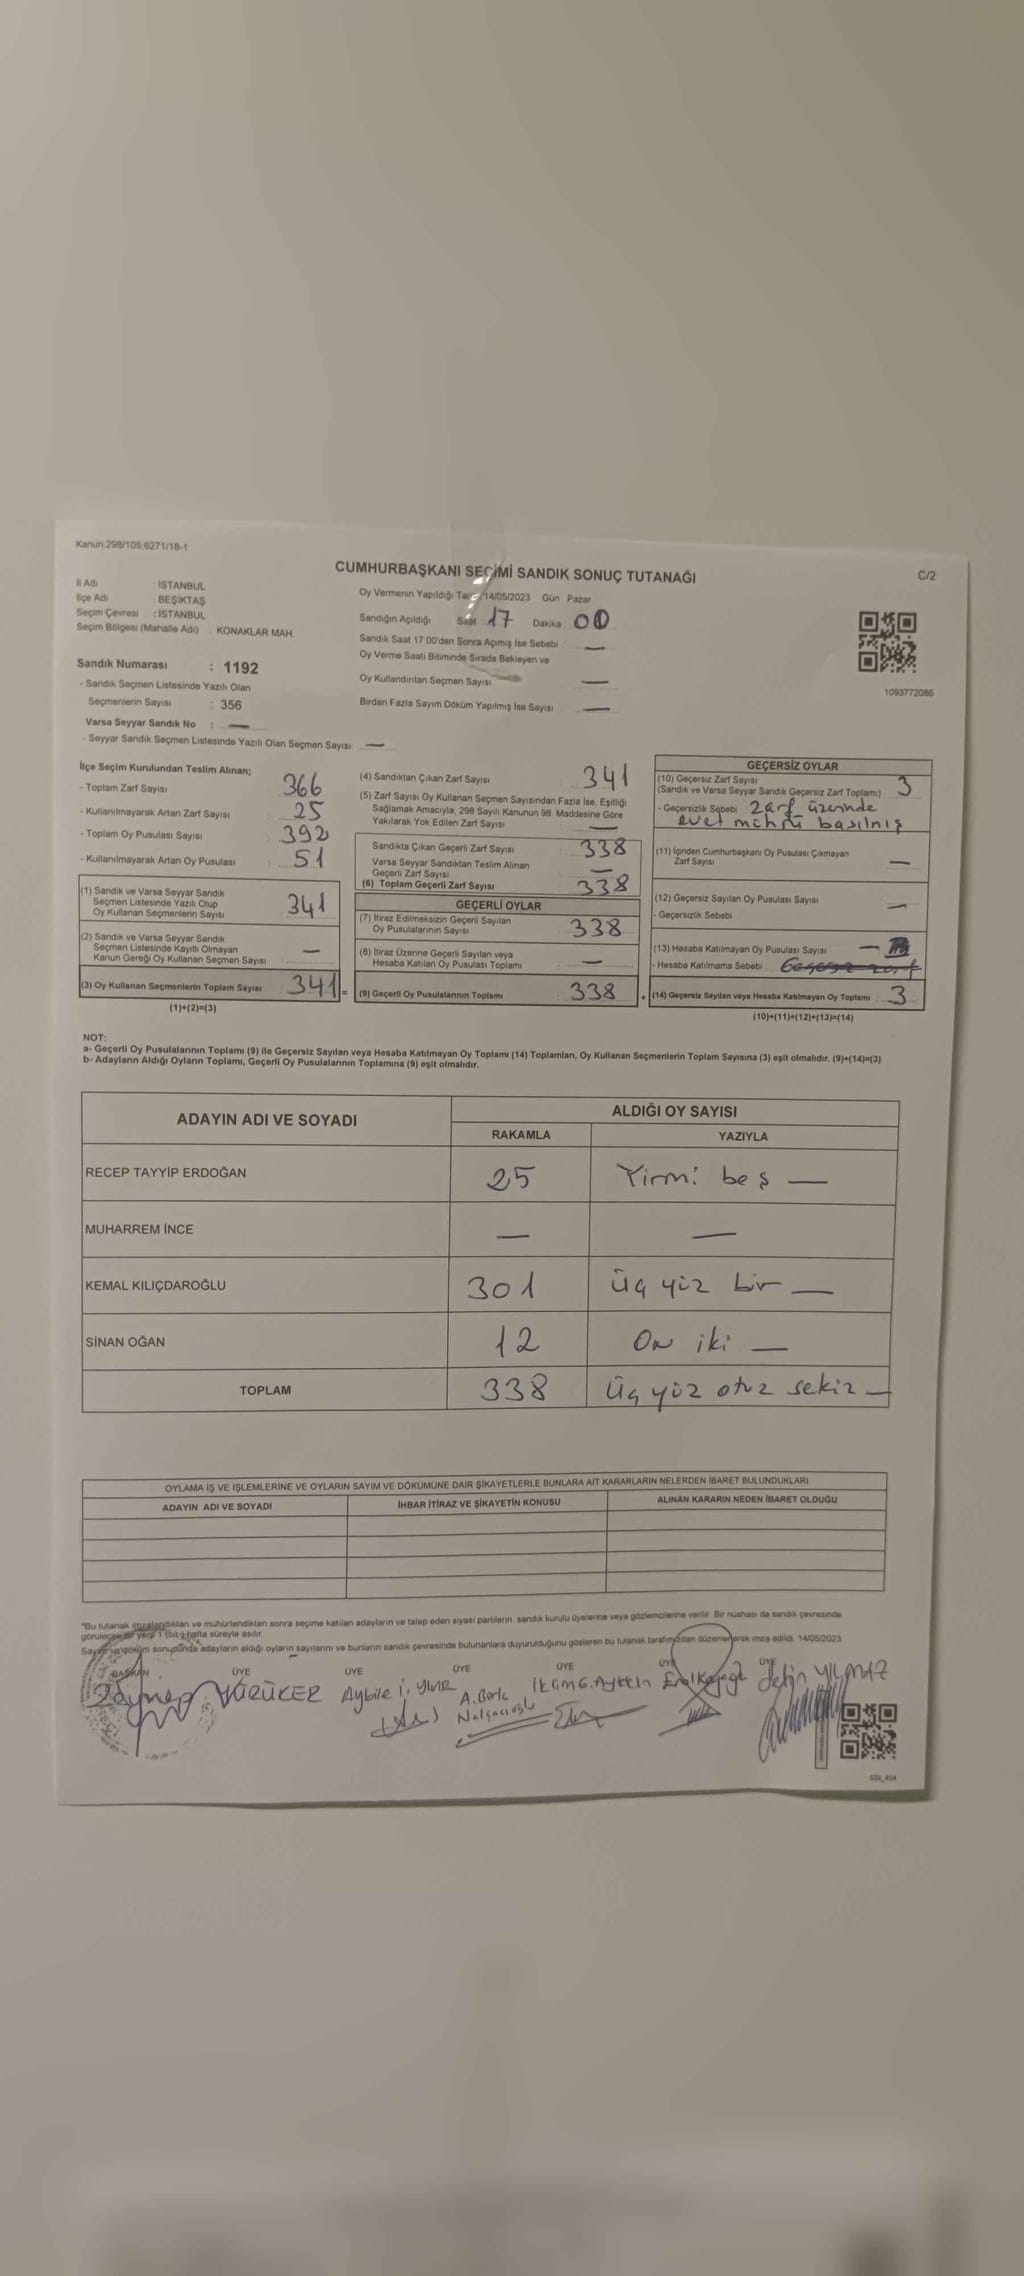 Kanun:298/105,6271/18-1
CUMHURBAŞKANI SEÇİMİ SANDIK SONUÇ TUTANAĞI
C/2
İl Adı : İSTANBUL
İlçe Adı : BEŞİKTAŞ
Seçim Çevresi : İSTANBUL
Seçim Bölgesi (Mahalle Adı) : KONAKLAR MAH.
Sandık Numarası : 1192
- Sandık Seçmen Listesinde Yazılı Olan
Seçmenlerin Sayısı : 356
Varsa Seyyar Sandık No : —
- Seyyar Sandık Seçmen Listesinde Yazılı Olan Seçmen Sayısı: —
Oy Vermenin Yapıldığı 14/05/2023 Gün Pazar
Sandığın Açıldığı Saat 17 Dakika 00
Sandık Saat 17:00'den Sonra Açılmış İse Sebebi —
Oy Verme Saati Bitiminde Sırada Bekleyen ve
Oy Kullandırılan Seçmen Sayısı —
Birden Fazla Sayım Döküm Yapılmış İse Sayısı —
1093772086
İlçe Seçim Kurulundan Teslim Alınan;
- Toplam Zarf Sayısı : 366
- Kullanılmayarak Artan Zarf Sayısı : 25
- Toplam Oy Pusulası Sayısı : 392
- Kullanılmayarak Artan Oy Pusulası : 51
(1) Sandık ve Varsa Seyyar Sandık
Seçmen Listesinde Yazılı Olup
Oy Kullanan Seçmenlerin Sayısı 341
(2) Sandık ve Varsa Seyyar Sandık
Seçmen Listesinde Kayıtlı Olmayan
Kanun Gereği Oy Kullanan Seçmen Sayısı —
(3) Oy Kullanan Seçmenlerin Toplam Sayısı 341 =
(1)+(2)=(3)
(4) Sandıktan Çıkan Zarf Sayısı : 341
(5) Zarf Sayısı Oy Kullanan Seçmen Sayısından Fazla İse, Eşitliği
Sağlamak Amacıyla, 298 Sayılı Kanunun 98. Maddesine Göre
Yakılarak Yok Edilen Zarf Sayısı —
Sandıkta Çıkan Geçerli Zarf Sayısı : 338
Varsa Seyyar Sandıktan Teslim Alınan
Geçerli Zarf Sayısı —
(6) Toplam Geçerli Zarf Sayısı : 338
GEÇERLİ OYLAR
(7) İtiraz Edilmeksizin Geçerli Sayılan
Oy Pusulalarının Sayısı : 338
(8) İtiraz Üzerine Geçerli Sayılan veya
Hesaba Katılan Oy Pusulası Toplamı : —
(9) Geçerli Oy Pusulalarının Toplamı : 338 +
GEÇERSİZ OYLAR
(10) Geçersiz Zarf Sayısı
(Sandık ve Varsa Seyyar Sandık Geçersiz Zarf Toplamı) : 3
- Geçersizlik Sebebi : Zarf üzerinde
evet mührü basılmış
(11) İçinden Cumhurbaşkanı Oy Pusulası Çıkmayan
Zarf Sayısı —
(12) Geçersiz Sayılan Oy Pusulası Sayısı —
- Geçersizlik Sebebi
(13) Hesaba Katılmayan Oy Pusulası Sayısı —
- Hesaba Katılmama Sebebi :
(14) Geçersiz Sayılan veya Hesaba Katılmayan Oy Toplamı : 3
(10)+(11)+(12)+(13)=(14)
NOT:
a- Geçerli Oy Pusulalarının Toplamı (9) ile Geçersiz Sayılan veya Hesaba Katılmayan Oy Toplamı (14) Toplamları, Oy Kullanan Seçmenlerin Toplam Sayısına (3) eşit olmalıdır. (9)+(14)=(3)
b- Adayların Aldığı Oyların Toplamı, Geçerli Oy Pusulalarının Toplamına (9) eşit olmalıdır.
ADAYIN ADI VE SOYADI
ALDIĞI OY SAYISI
RAKAMLA YAZIYLA
RECEP TAYYİP ERDOĞAN 25 Yirmi beş —
MUHARREM İNCE — —
KEMAL KILIÇDAROĞLU 301 Üç yüz bir —
SİNAN OĞAN 12 On iki —
TOPLAM 338 Üç yüz otuz sekiz —
OYLAMA İŞ VE İŞLEMLERİNE VE OYLARIN SAYIM VE DÖKÜMÜNE DAİR ŞİKAYETLERLE BUNLARA AİT KARARLARIN NELERDEN İBARET BULUNDUKLARI
ADAYIN ADI VE SOYADI İHBAR İTİRAZ VE ŞİKAYETİN KONUSU ALINAN KARARIN NEDEN İBARET OLDUĞU
"Bu tutanak imzalandıktan ve mühürlendikten sonra seçime katılan adayların ve talep eden siyasi partilerin sandık kurulu üyelerine veya gözlemcilerine verilir. Bir nüshası da sandık çevresinde
görülecek bir yere 1 (bir) hafta süreyle asılır.
Sayım ve döküm sonucunda adayların aldığı oyların sayılarını ve bunların sandık çevresinde bulunanlara duyurulduğunu gösteren bu tutanak tarafımızdan düzenlenerek imza edildi. 14/05/2023
BAŞKAN ÜYE ÜYE ÜYE ÜYE ÜYE ÜYE
Zeynep YÜRÜKER
A. Berk
Nalçacıoğlu
YILMAZ